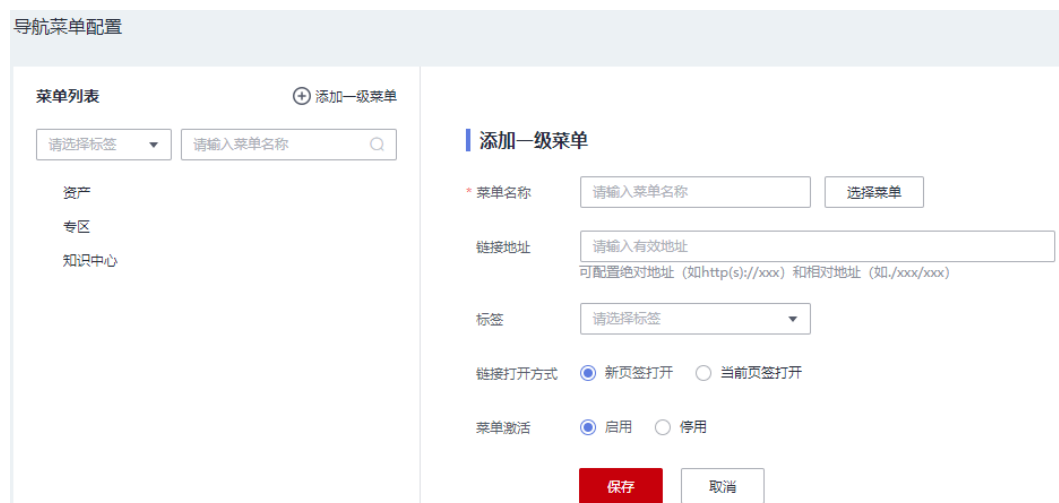 导航菜单配置
菜单列表
添加一级菜单
请选择标签
请输入菜单名称
资产
专区
知识中心
添加一级菜单
* 菜单名称
请输入菜单名称
选择菜单
链接地址
请输入有效地址
可配置绝对地址（如http(s)://xxx）和相对地址（如./xxx/xxx）
标签
请选择标签
链接打开方式
新页签打开
当前页签打开
菜单激活
启用
停用
保存
取消